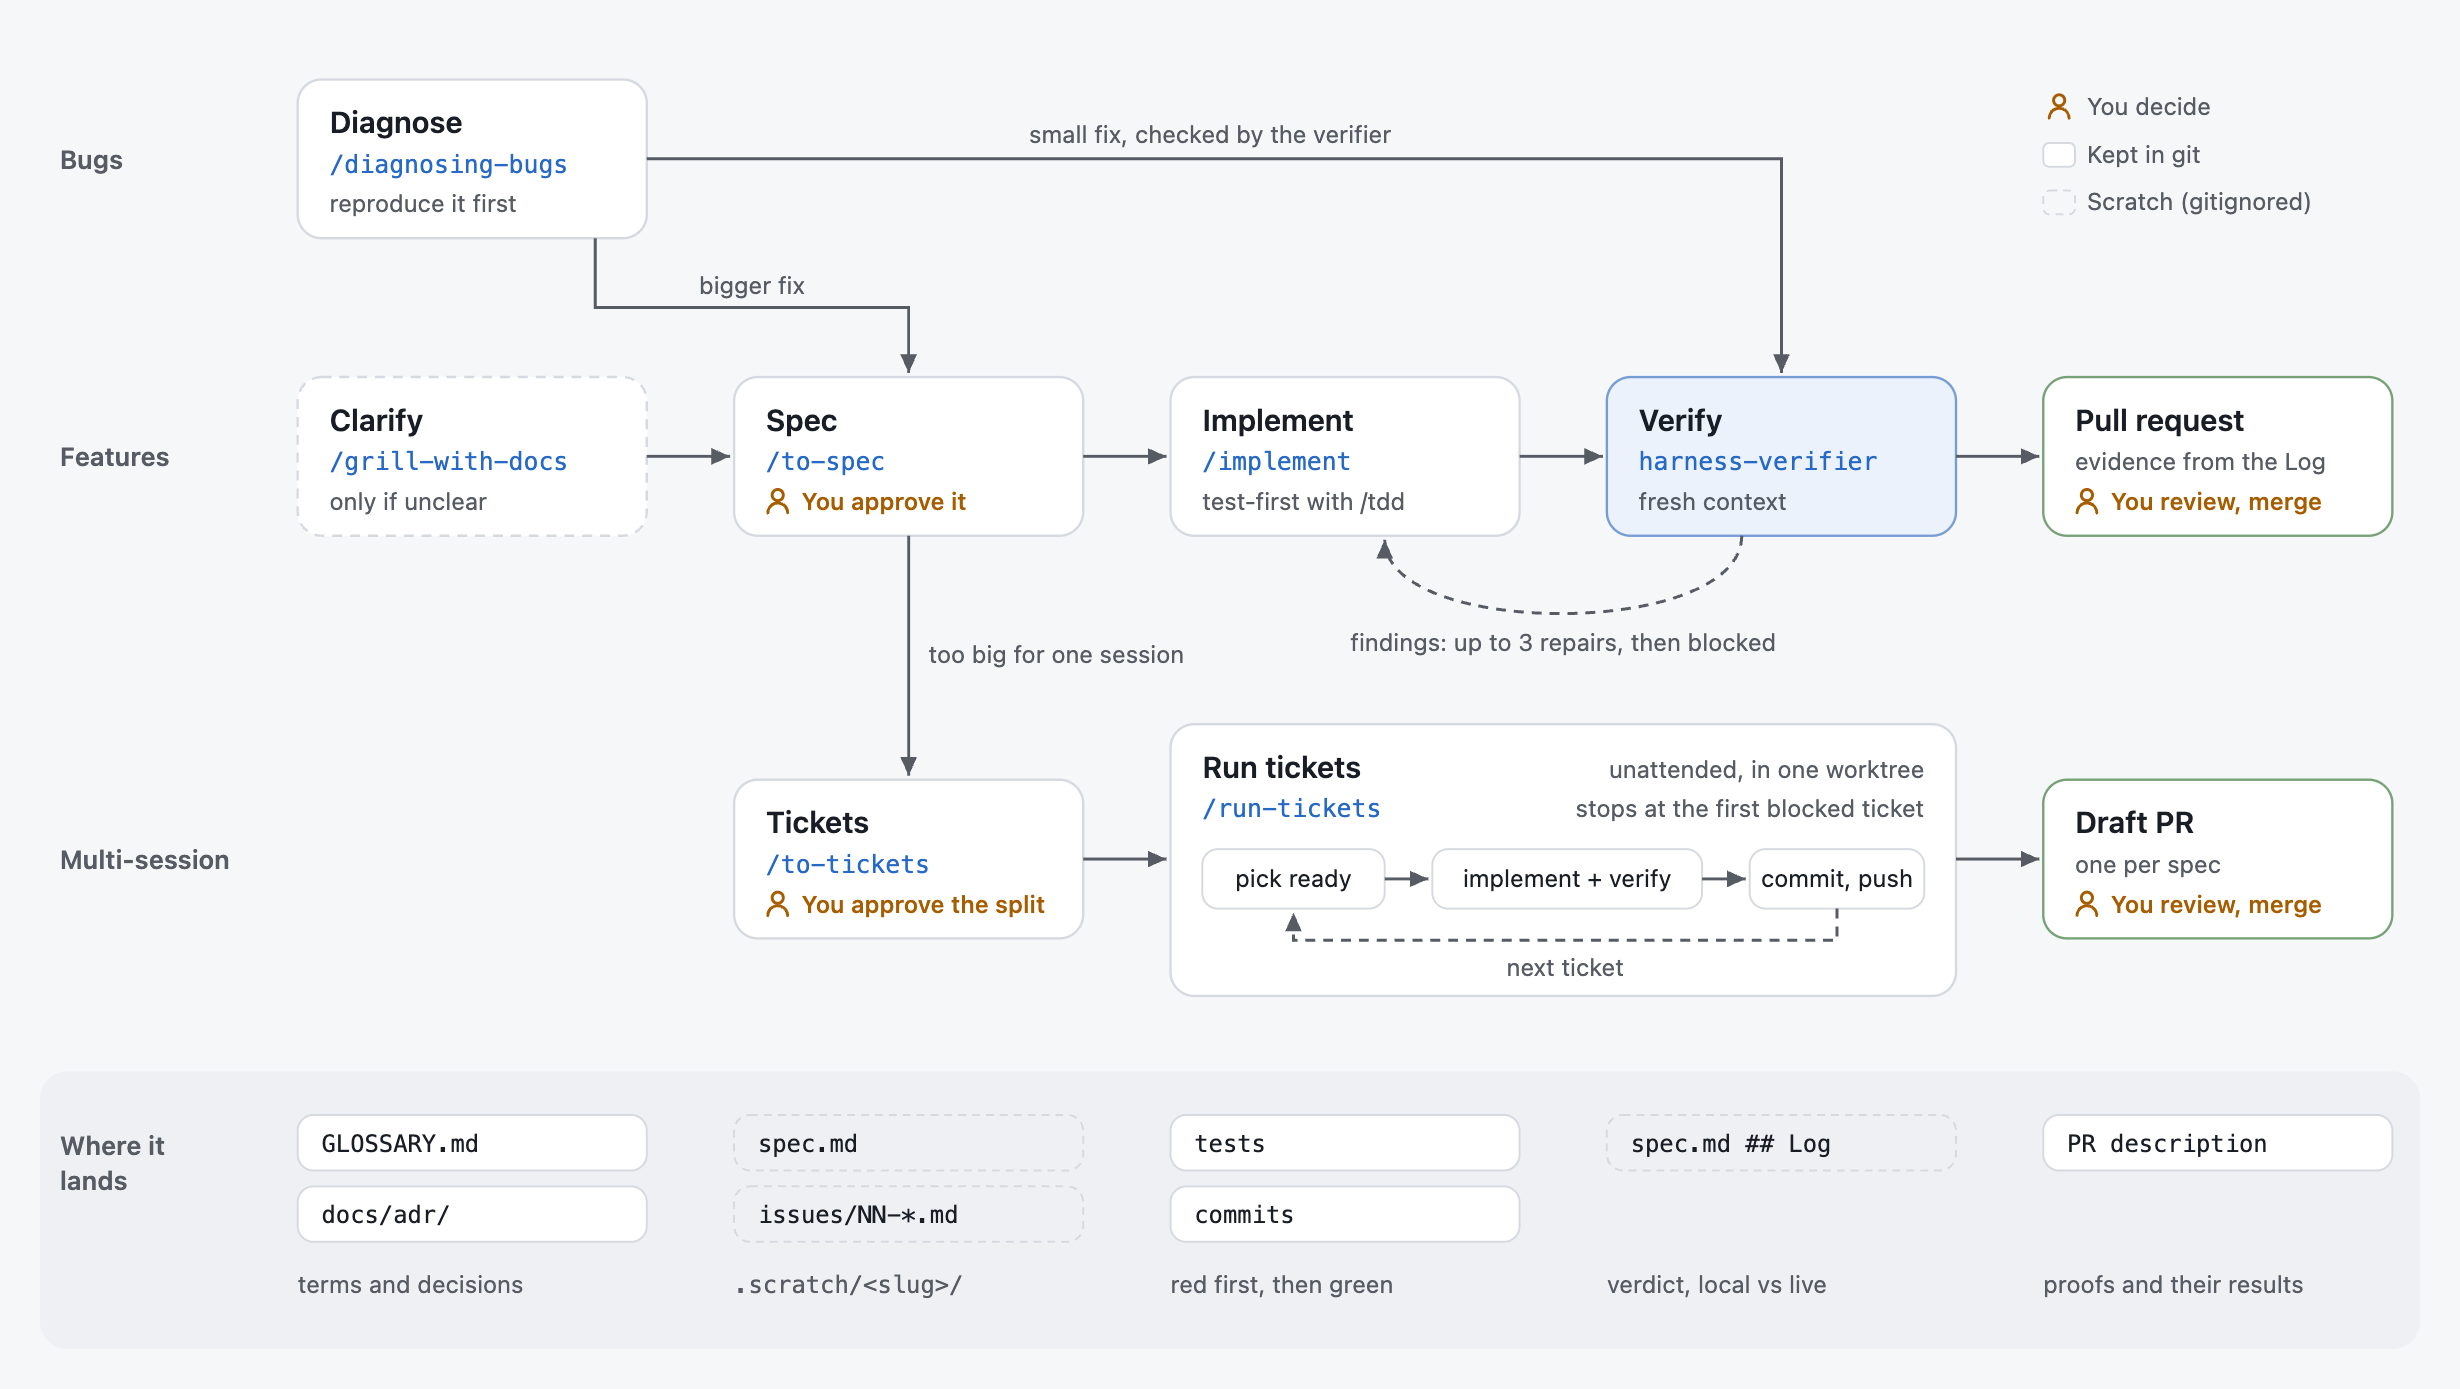 Bugs
Diagnose
/diagnosing-bugs
reproduce it first
small fix, checked by the verifier
You decide
Kept in git
Scratch (gitignored)
bigger fix
Features
Clarify
/grill-with-docs
only if unclear
Spec
/to-spec
You approve it
Implement
/implement
test-first with /tdd
Verify
harness-verifier
fresh context
Pull request
evidence from the Log
You review, merge
findings: up to 3 repairs, then blocked
too big for one session
Multi-session
Tickets
/to-tickets
You approve the split
Run tickets
/run-tickets
unattended, in one worktree
stops at the first blocked ticket
pick ready
implement + verify
commit, push
next ticket
Draft PR
one per spec
You review, merge
Where it
lands
GLOSSARY.md
docs/adr/
terms and decisions
spec.md
issues/NN-*.md
.scratch/<slug>/
tests
commits
red first, then green
spec.md ## Log
verdict, local vs live
PR description
proofs and their results